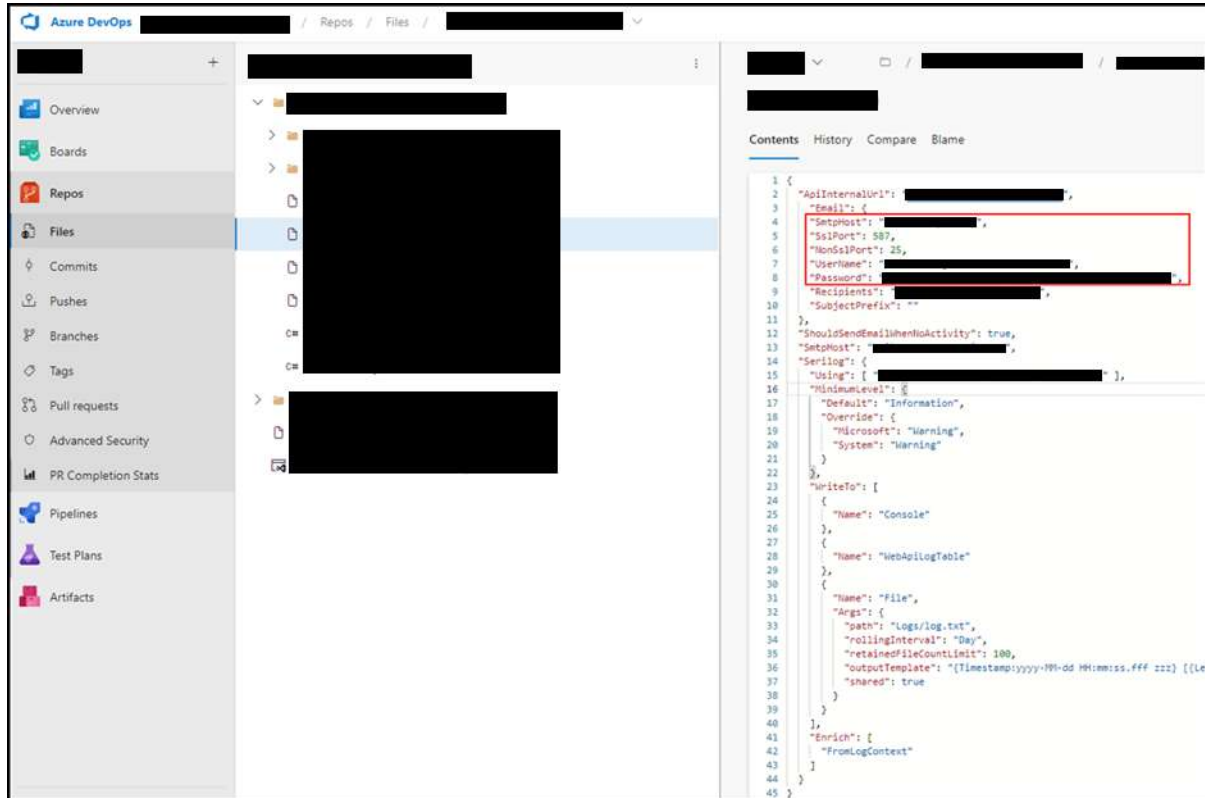 Azure DevOps / Repos / Files /
+
Overview
Boards
Repos
Files
Commits
Pushes
Branches
Tags
Pull requests
Advanced Security
PR Completion Stats
Pipelines
Test Plans
Artifacts
C#
C#
/ /
Contents History Compare Blame
1 {
2 "ApiInternalUrl": " ",
3 "Email": {
4 "SmtpHost": " ",
5 "SslPort": 587,
6 "NonSslPort": 25,
7 "UserName": " ",
8 "Password": " ",
9 "Recipients": " ",
10 "SubjectPrefix": ""
11 },
12 "ShouldSendEmailWhenNoActivity": true,
13 "SmtpHost": " ",
14 "Serilog": {
15 "Using": [ " " ],
16 "MinimumLevel": {
17 "Default": "Information",
18 "Override": {
19 "Microsoft": "Warning",
20 "System": "Warning"
21 }
22 },
23 "WriteTo": [
24 {
25 "Name": "Console"
26 },
27 {
28 "Name": "WebApiLogTable"
29 },
30 {
31 "Name": "File",
32 "Args": {
33 "path": "Logs/log.txt",
34 "rollingInterval": "Day",
35 "retainedFileCountLimit": 100,
36 "outputTemplate": "{Timestamp:yyyy-MM-dd HH:mm:ss.fff zzz} [{Le
37 "shared": true
38 }
39 }
40 ],
41 "Enrich": [
42 "FromLogContext"
43 ]
44 }
45 }